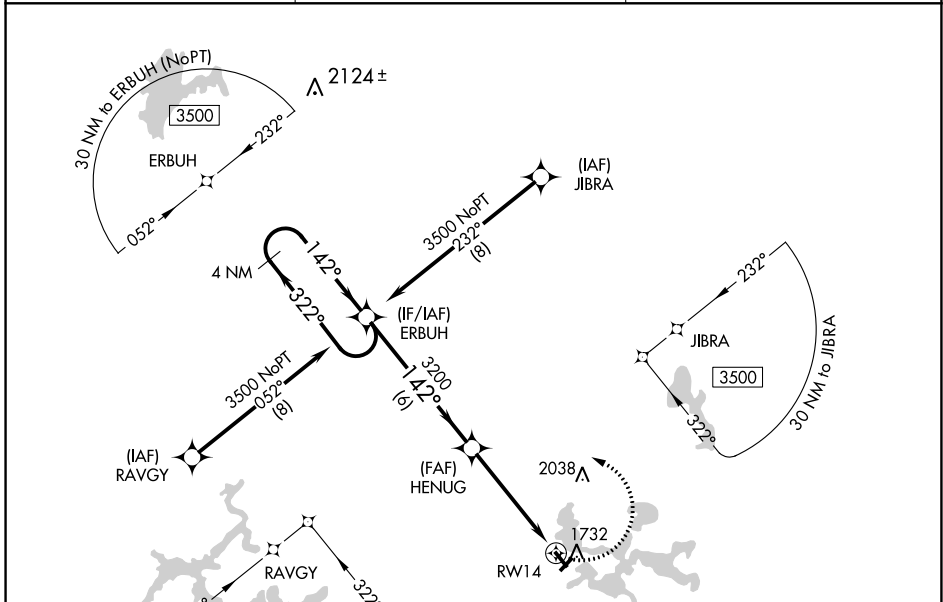 30 NM to ERBUH (NoPT)
2124 ±
3500
232°
ERBUH
052°
(IAF)
JIBRA
3500 NoPT
232°
(8)
142°
4 NM
322°
(IF/IAF)
ERBUH
232°
JIBRA
3500
30 NM to JIBRA
322°
3200
142°
(6)
3500 NoPT
052°
(8)
(IAF)
RAVGY
(FAF)
HENUG
2038
1732
RW14
RAVGY